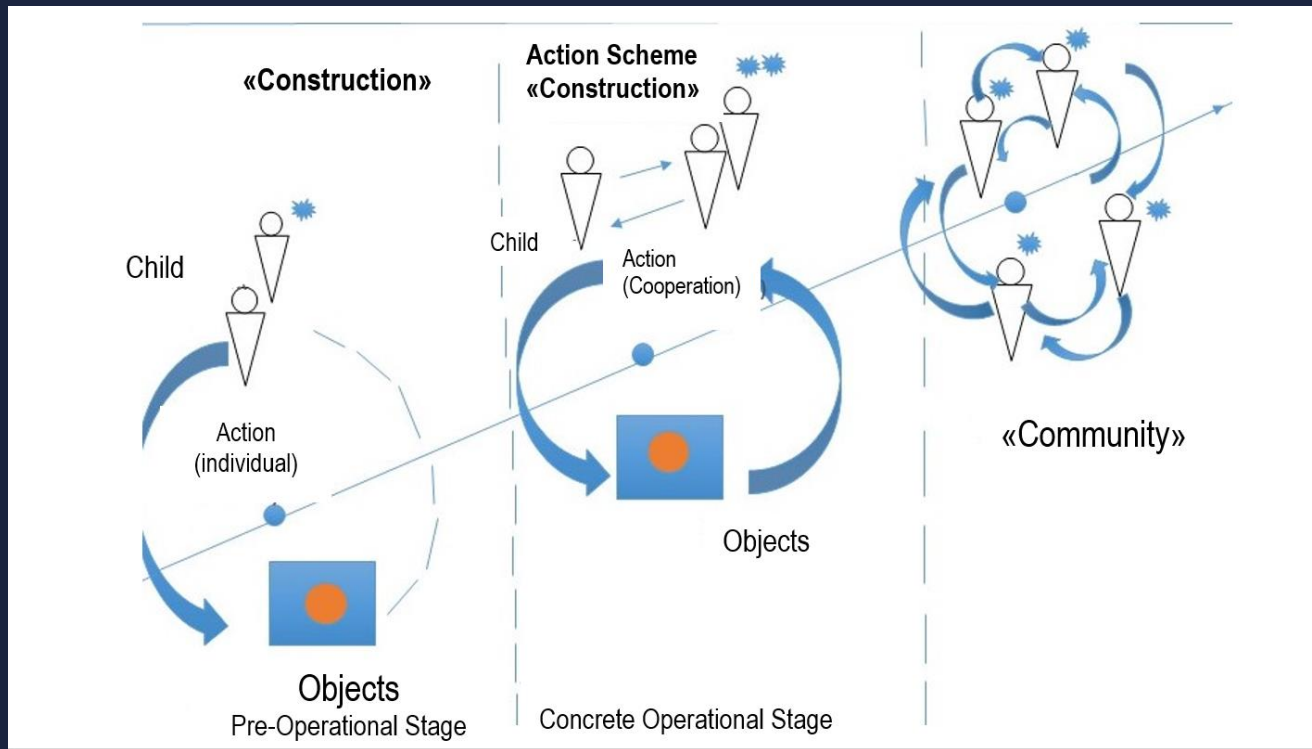 «Construction»
Child
Action
(individual)
Objects
Pre-Operational Stage
Action Scheme
«Construction»
Child
Action
(Cooperation)
Objects
Concrete Operational Stage
«Community»